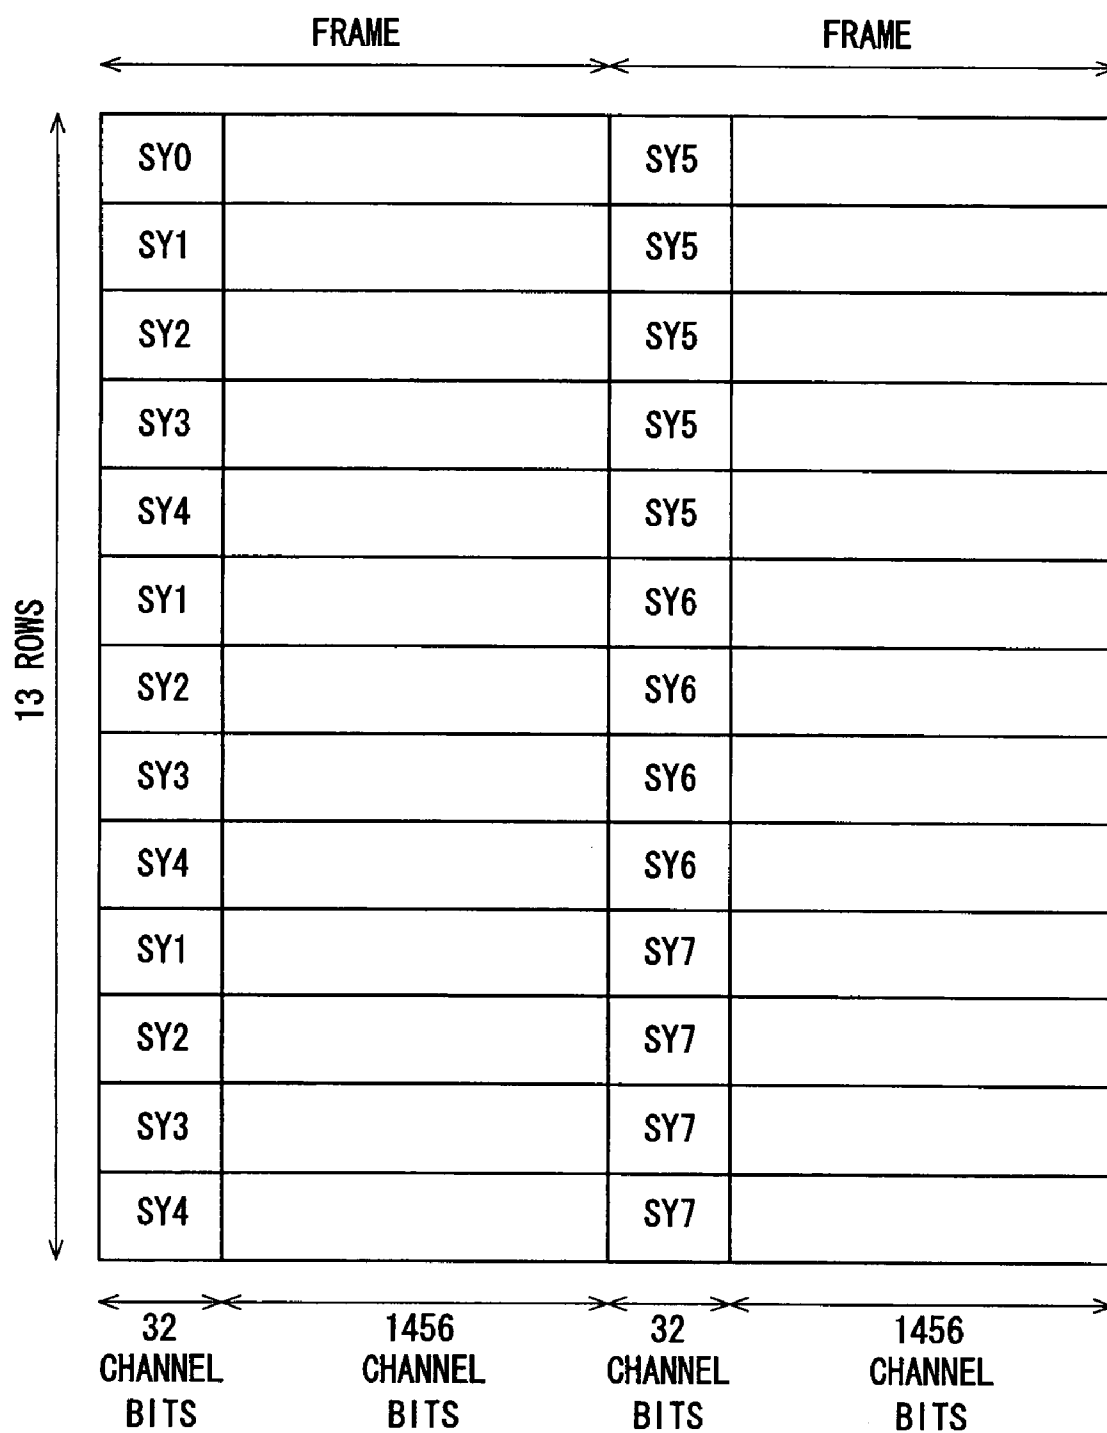 FRAME FRAME
SY0 SY5
SY1 SY5
SY2 SY5
SY3 SY5
SY4 SY5
SY1 SY6
SY2 SY6
SY3 SY6
SY4 SY6
SY1 SY7
SY2 SY7
SY3 SY7
SY4 SY7
13 ROWS
32 1456 32 1456
CHANNEL CHANNEL CHANNEL CHANNEL
BITS BITS BITS BITS